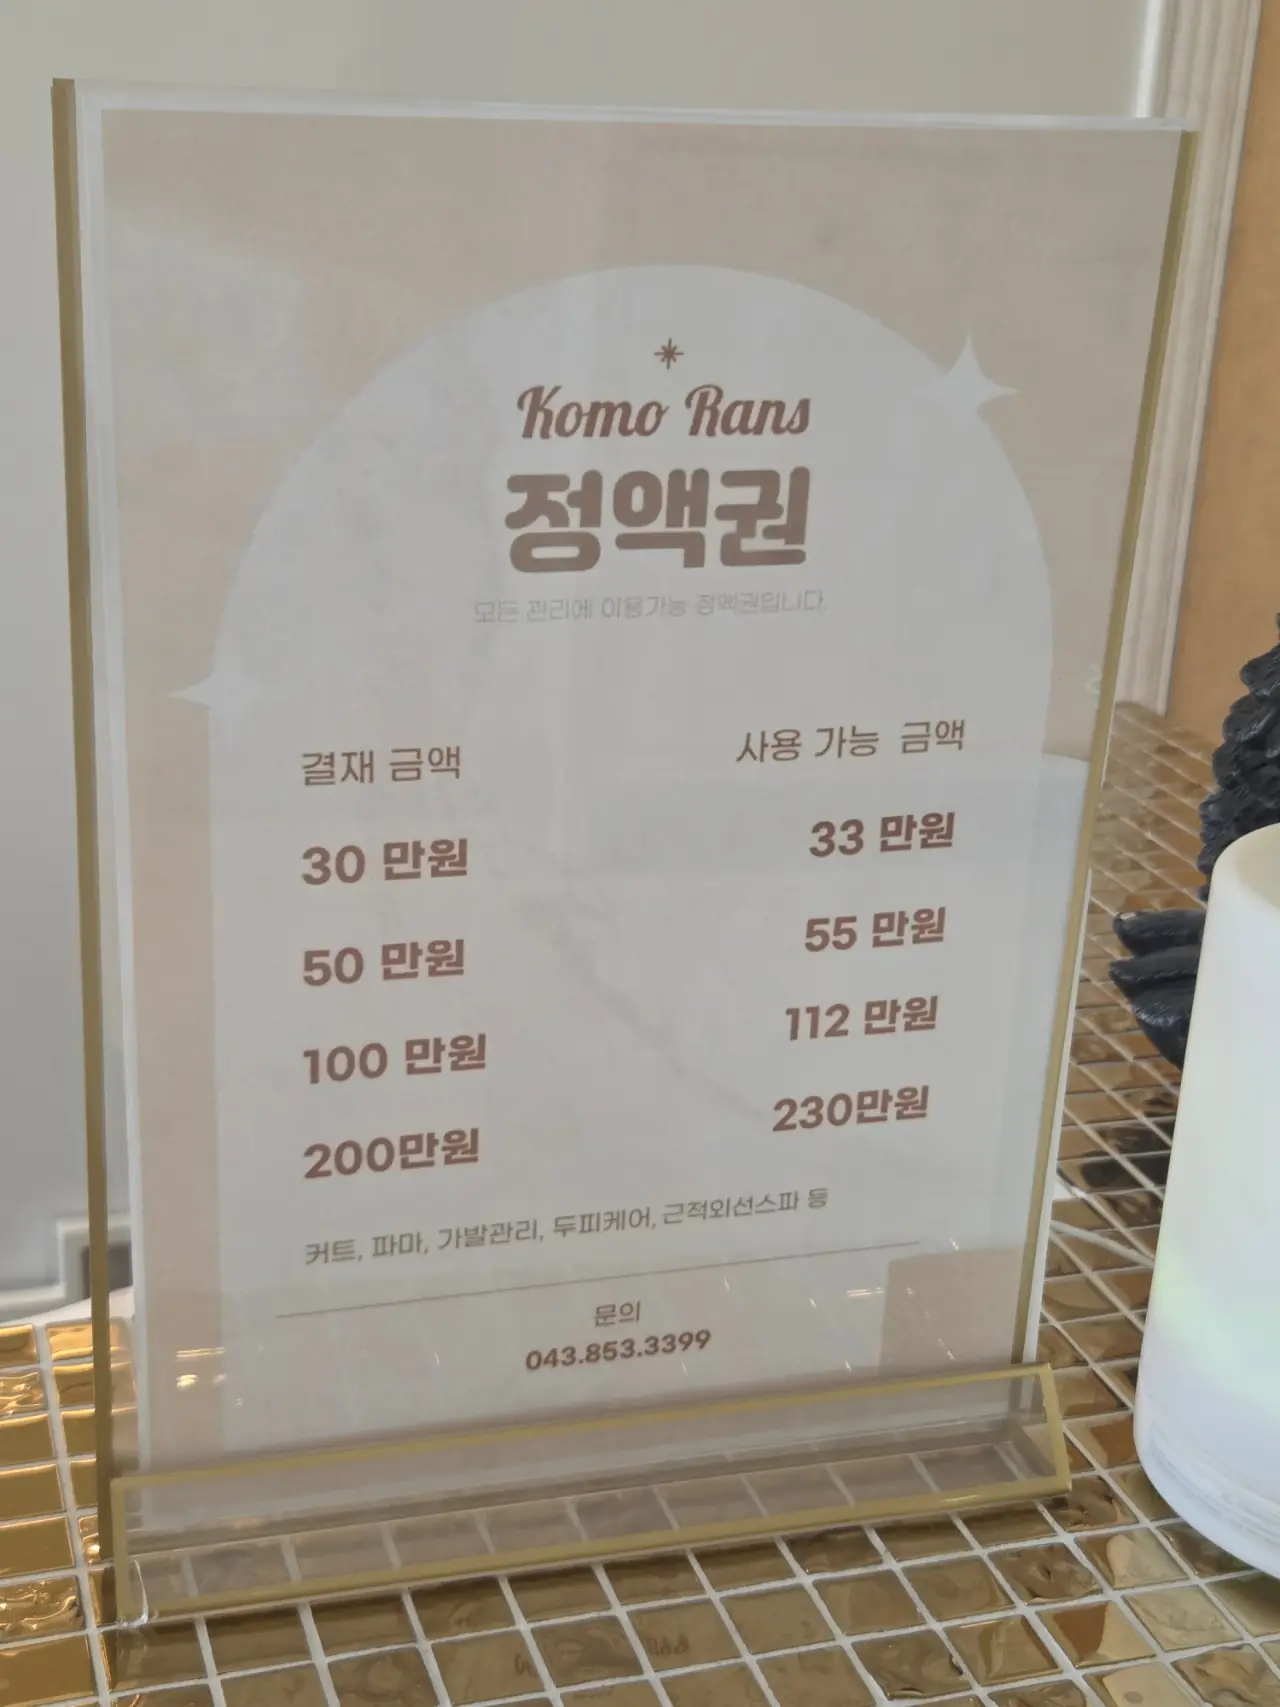 Komo Rans
정액권
모든 관리에 이용가능 정액권입니다.
결재 금액 사용 가능 금액
30 만원 33 만원
50 만원 55 만원
100 만원 112 만원
200만원 230만원
커트, 파마, 가발관리, 두피케어, 근적외선스파 등
문의
043.853.3399